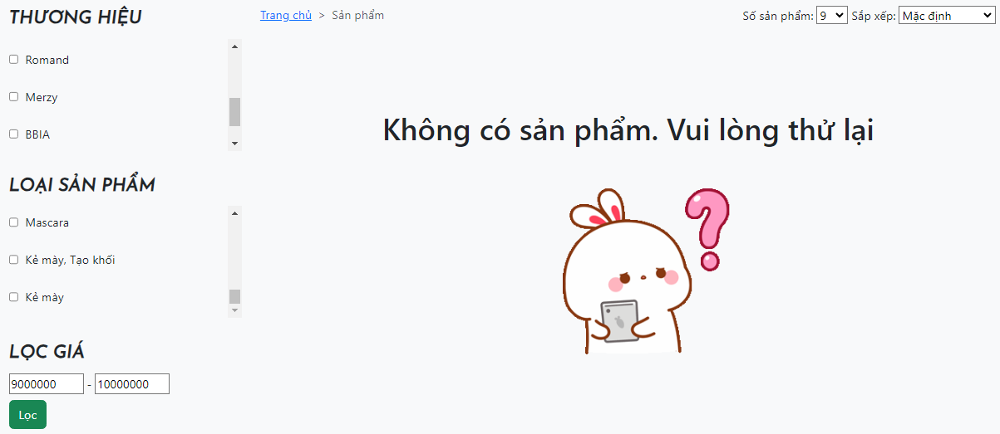 THƯƠNG HIỆU
Romand
Merzy
BBIA
LOẠI SẢN PHẨM
Mascara
Kẻ mày, Tạo khối
Kẻ mày
LỌC GIÁ
9000000 - 10000000
Lọc
Trang chủ > Sản phẩm
Số sản phẩm: 9 Sắp xếp: Mặc định
Không có sản phẩm. Vui lòng thử lại